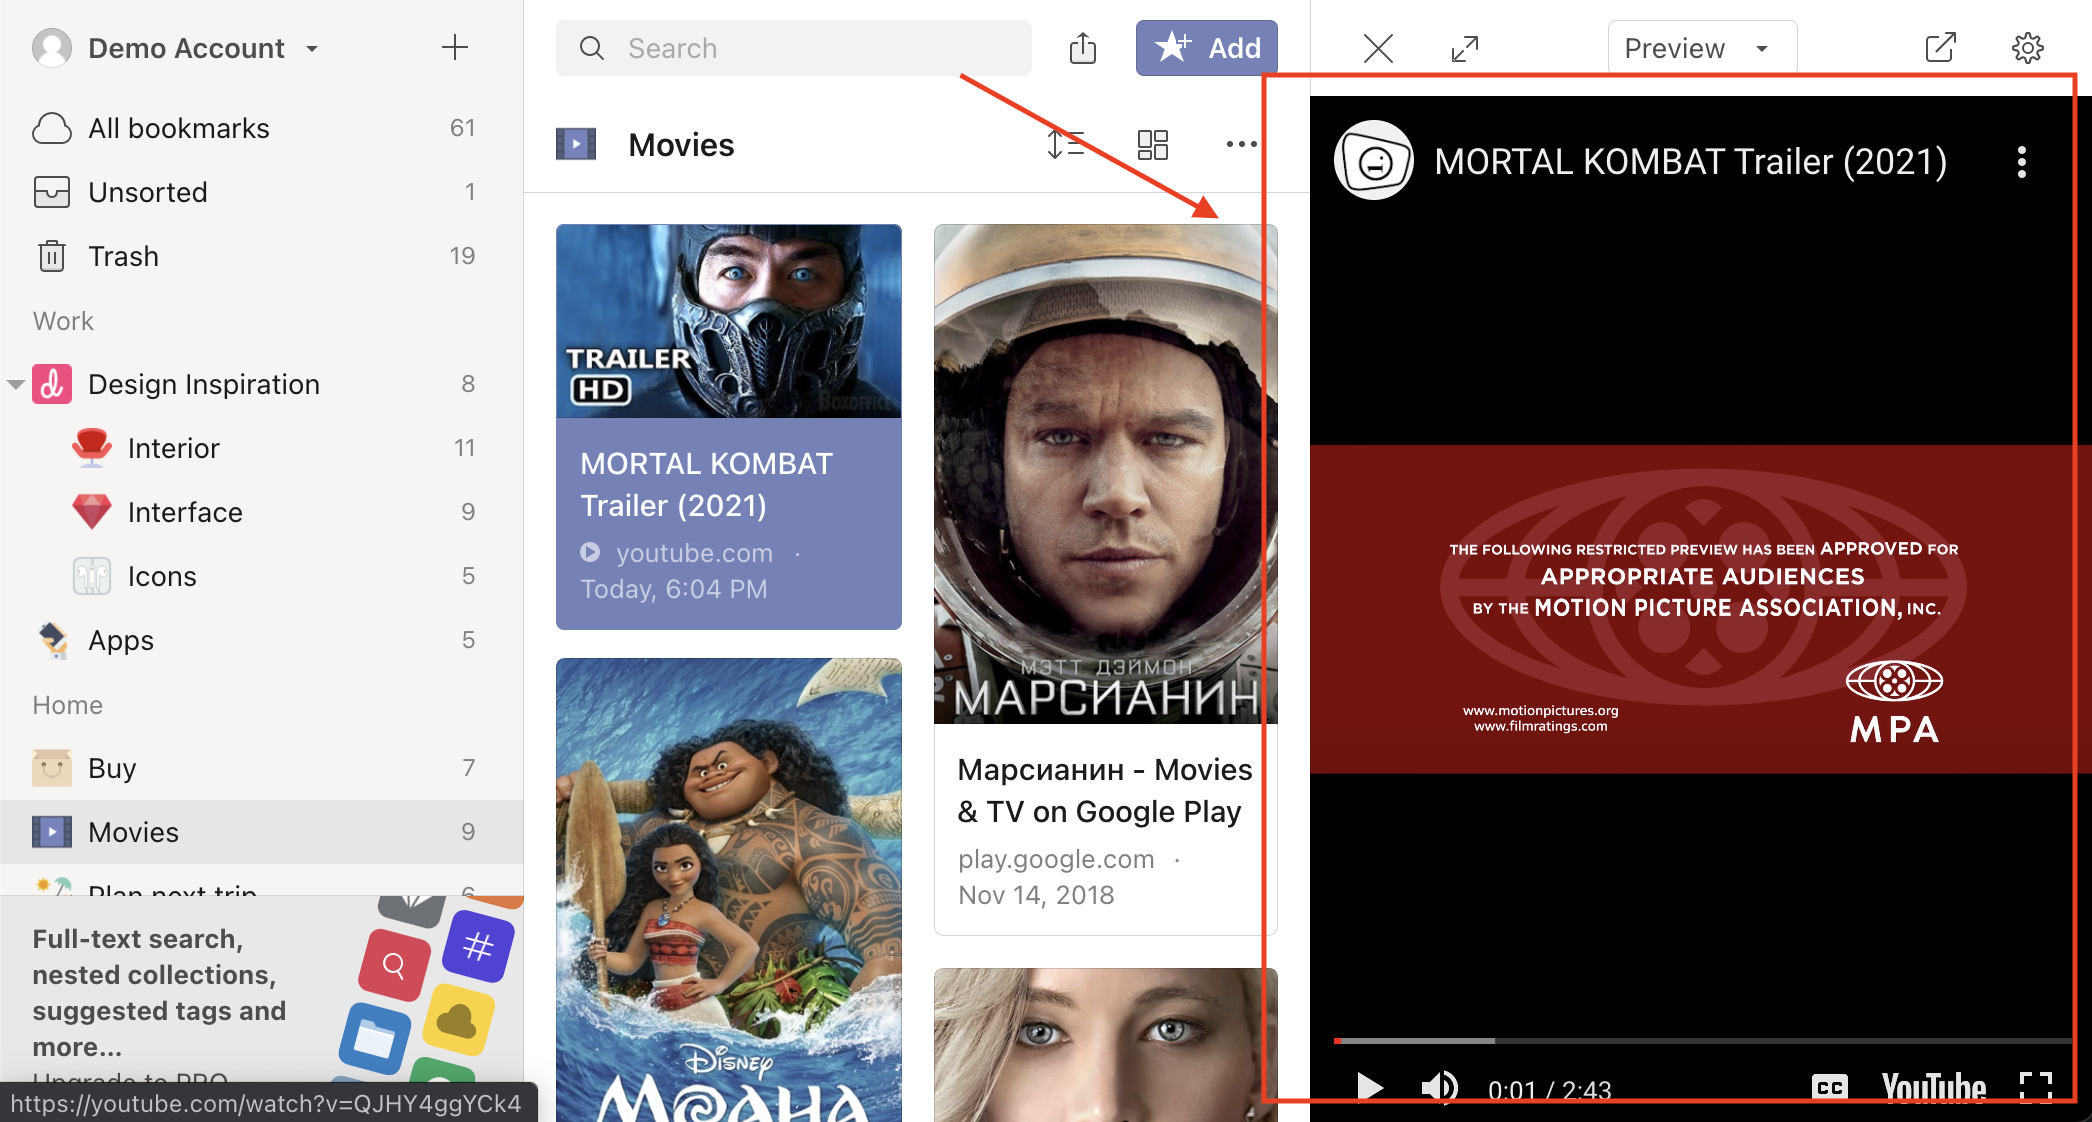 Demo Account
All bookmarks 61
Unsorted 1
Trash 19
Work
Design Inspiration 8
Interior 11
Interface 9
Icons 5
Apps 5
Home
Buy 7
Movies 9
Plan next trip 6
Full-text search,
nested collections,
suggested tags and
more...
Upgrade to PRO
https://youtube.com/watch?v=QJHY4ggYCk4
Search
Add
Movies
TRAILER
HD
BOXOFFICE
MORTAL KOMBAT
Trailer (2021)
youtube.com ·
Today, 6:04 PM
DISNEY
МОАНА
МЭТТ ДЭЙМОН
МАРСИАНИН
Марсианин - Movies
& TV on Google Play
play.google.com ·
Nov 14, 2018
Preview
MORTAL KOMBAT Trailer (2021)
THE FOLLOWING RESTRICTED PREVIEW HAS BEEN APPROVED FOR
APPROPRIATE AUDIENCES
BY THE MOTION PICTURE ASSOCIATION, INC.
www.motionpictures.org
www.filmratings.com
MPA
0:01 / 2:43
CC
YouTube